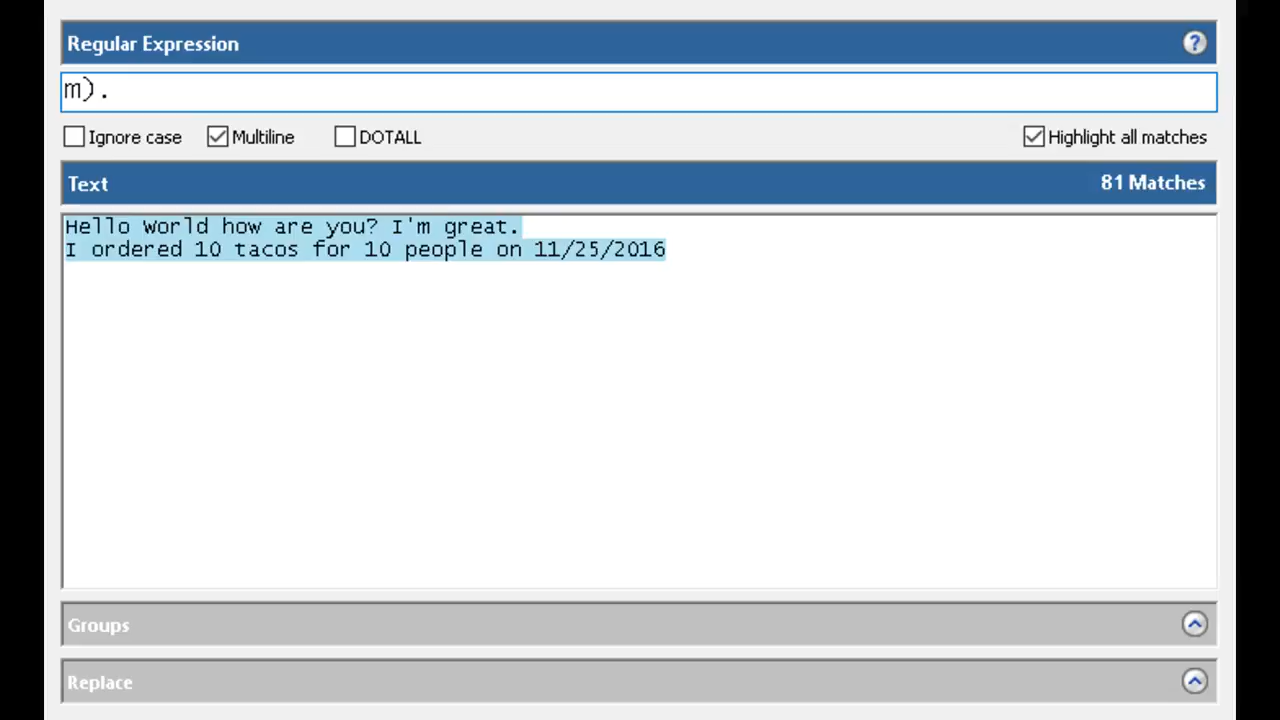 Regular Expression
m).
Ignore case Multiline DOTALL Highlight all matches
Text 81 Matches
Hello World how are you? I'm great.
I ordered 10 tacos for 10 people on 11/25/2016
Groups
Replace